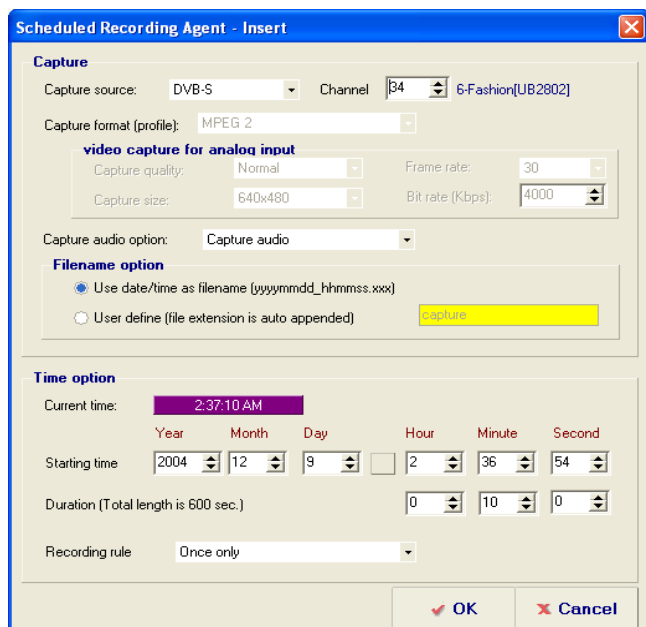 Scheduled Recording Agent - Insert
Capture
Capture source: DVB-S Channel 34 6-Fashion[UB2802]
Capture format (profile): MPEG 2
video capture for analog input
Capture quality: Normal Frame rate: 30
Capture size: 640x480 Bit rate (Kbps): 4000
Capture audio option: Capture audio
Filename option
Use date/time as filename (yyymmdd_hhmmss.xxx)
User define (file extension is auto appended) capture
Time option
Current time: 2:37:10 AM
Year Month Day Hour Minute Second
Starting time 2004 12 9 2 36 54
Duration (Total length is 600 sec.) 0 10 0
Recording rule Once only
OK Cancel